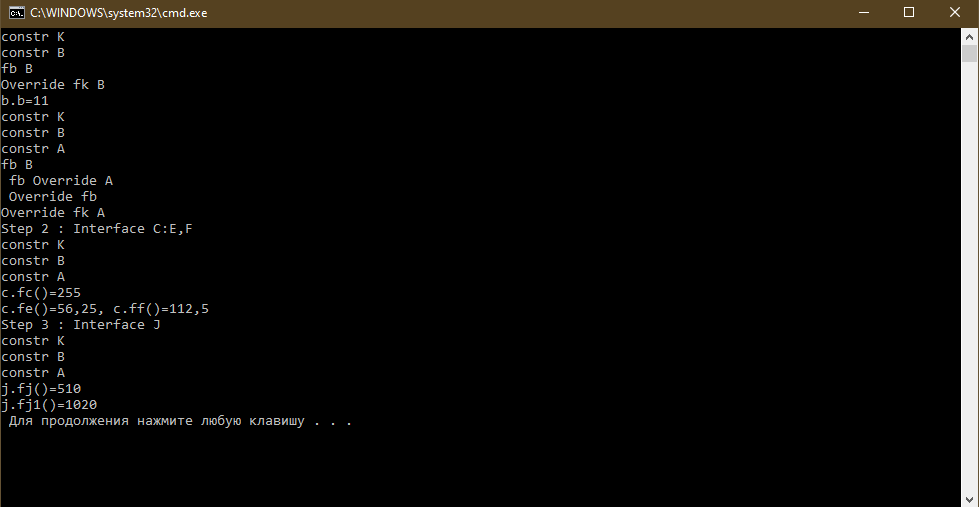 C:\WINDOWS\system32\cmd.exe
constr K
constr B
fb B
Override fk B
b.b=11
constr K
constr B
constr A
fb B
 fb Override A
 Override fb
Override fk A
Step 2 : Interface C:E,F
constr K
constr B
constr A
c.fc()=255
c.fe()=56,25, c.ff()=112,5
Step 3 : Interface J
constr K
constr B
constr A
j.fj()=510
j.fj1()=1020
 Для продолжения нажмите любую клавишу . . .